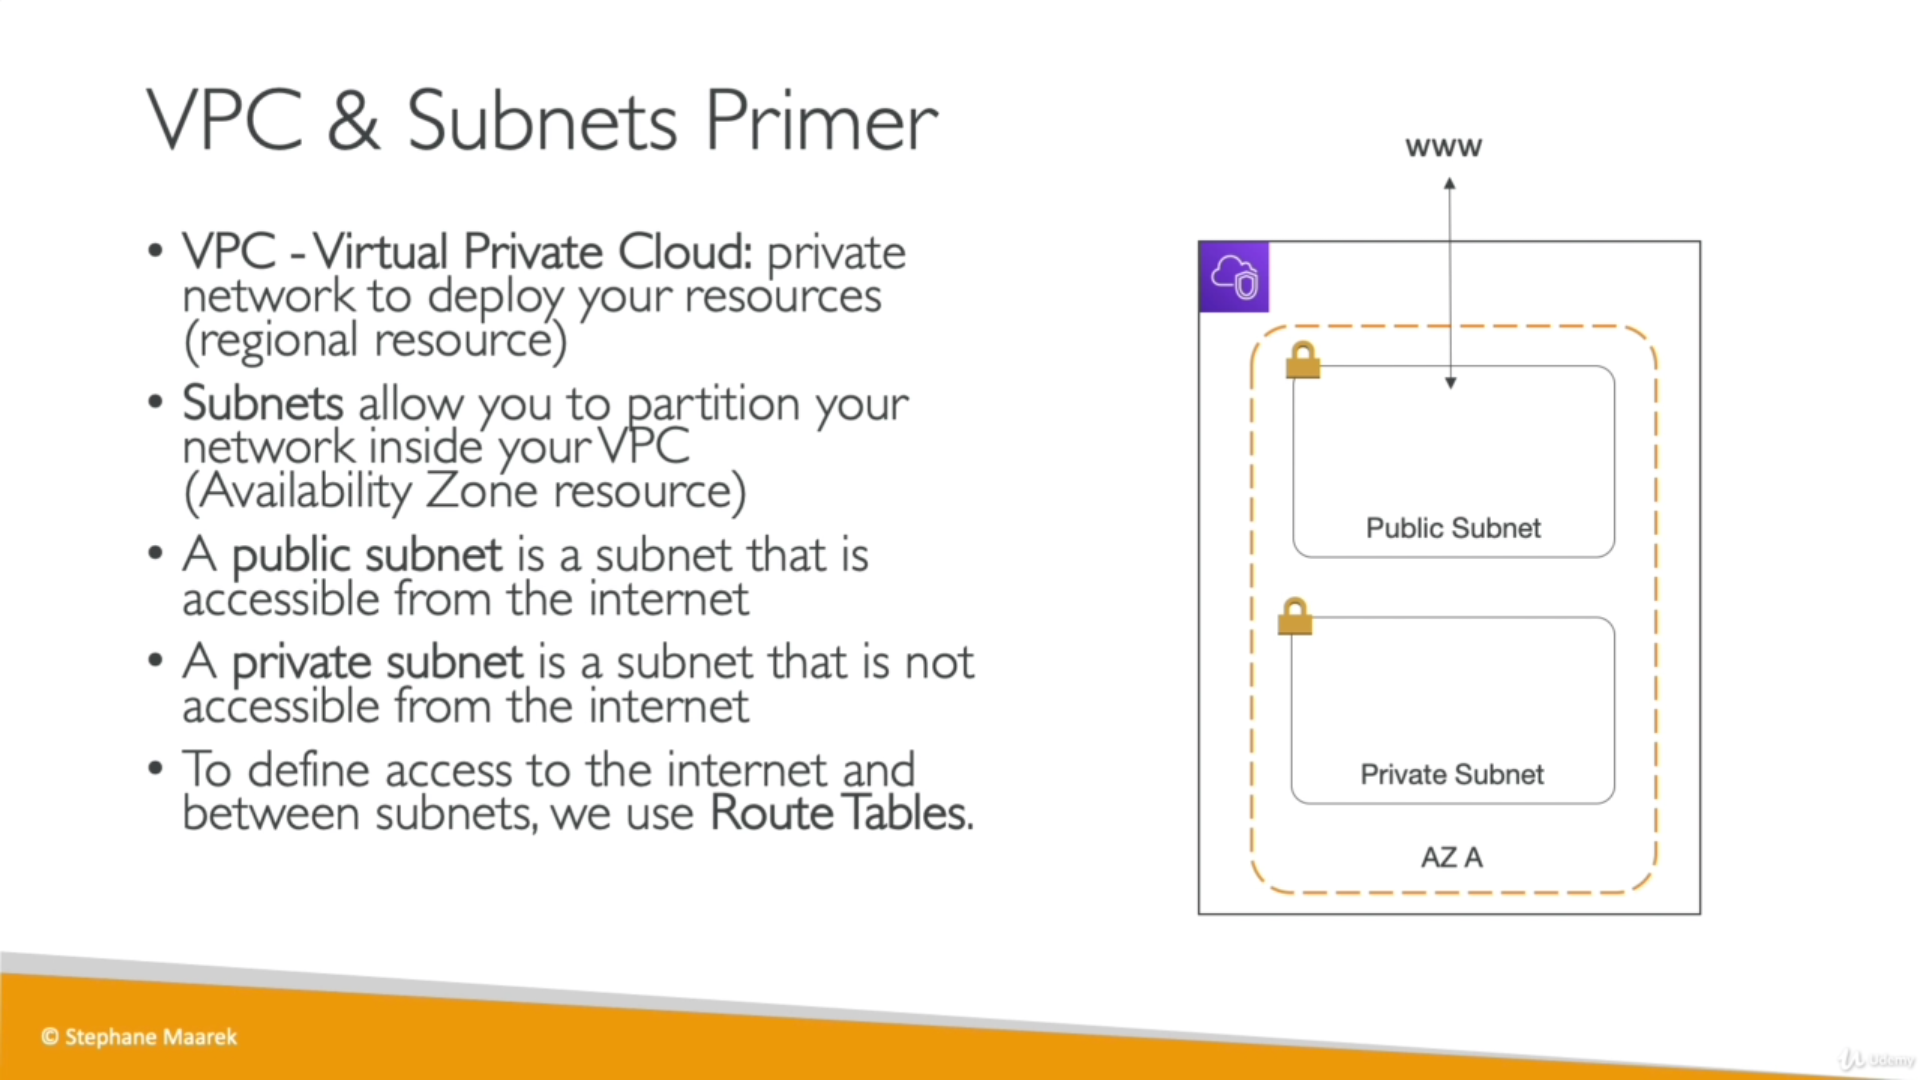 VPC & Subnets Primer
• VPC - Virtual Private Cloud: private
network to deploy your resources
(regional resource)
• Subnets allow you to partition your
network inside your VPC
(Availability Zone resource)
• A public subnet is a subnet that is
accessible from the internet
• A private subnet is a subnet that is not
accessible from the internet
• To define access to the internet and
between subnets, we use Route Tables.
www
Public Subnet
Private Subnet
AZ A
© Stephane Maarek
Udemy